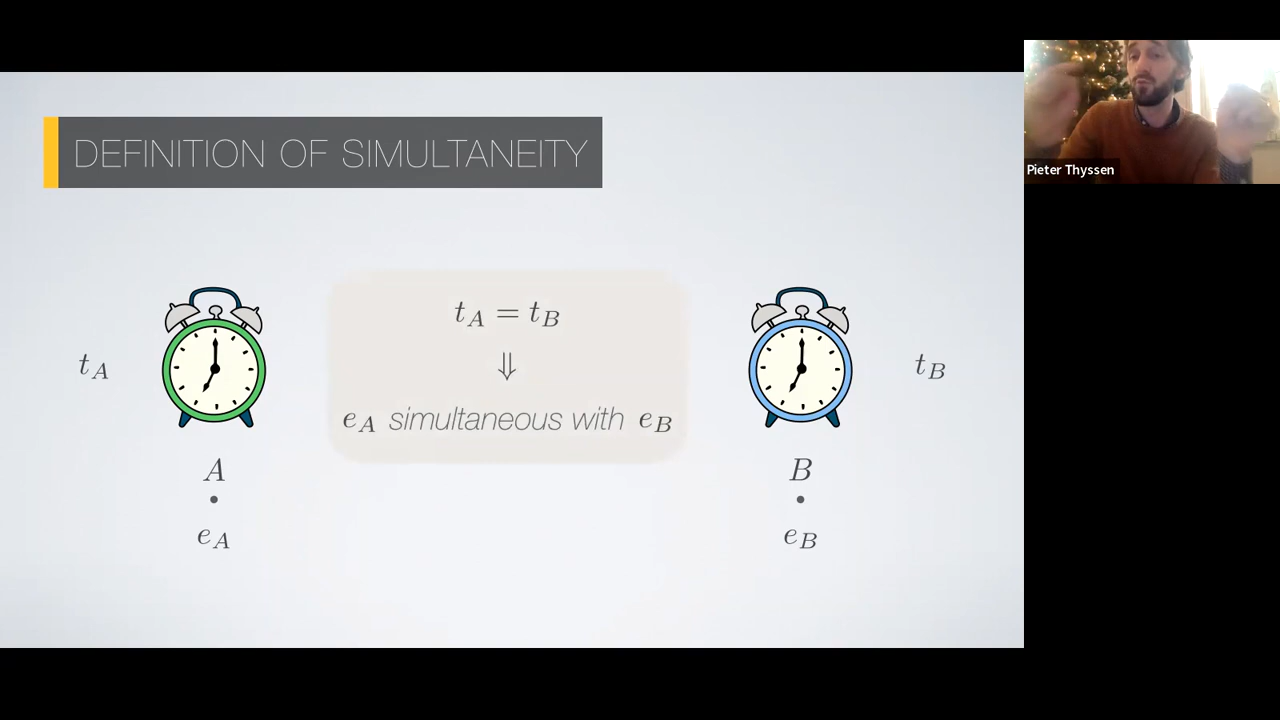 DEFINITION OF SIMULTANEITY
Pieter Thyssen
t_A = t_B
t_A
⇓
t_B
e_A simultaneous with e_B
A
B
e_A
e_B